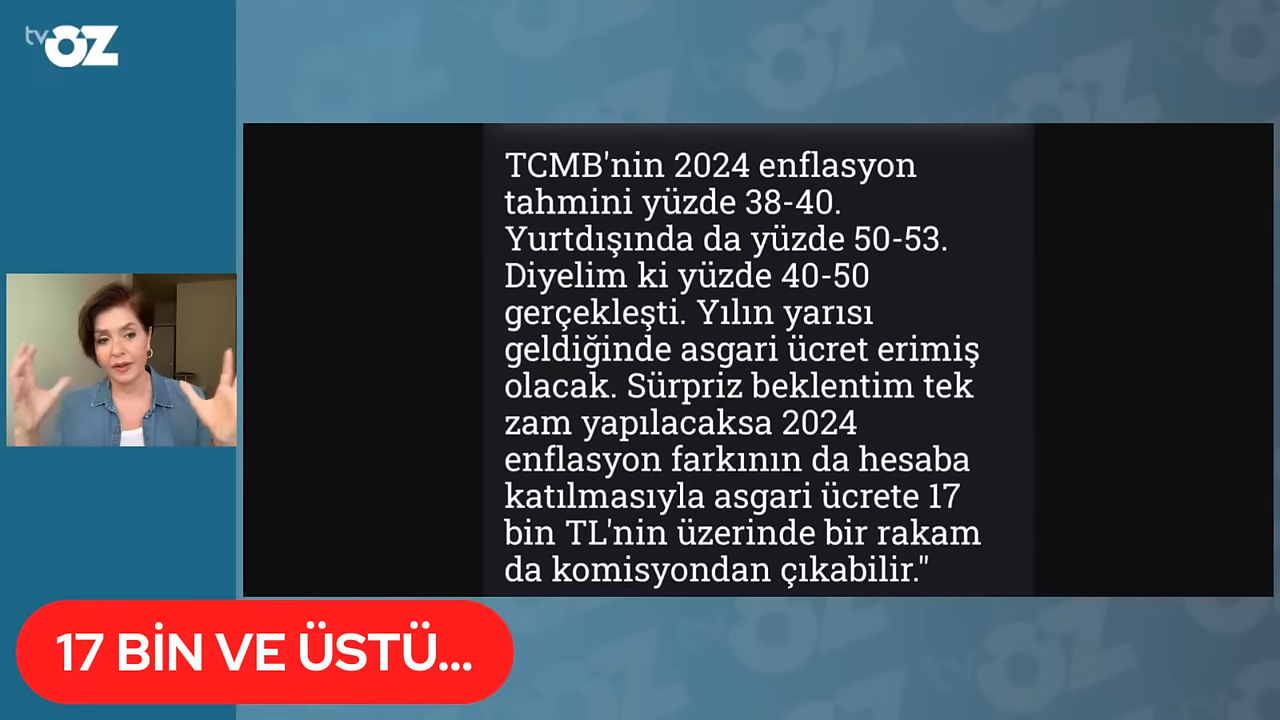 tvÖZ
TCMB'nin 2024 enflasyon
tahmini yüzde 38-40.
Yurtdışında da yüzde 50-53.
Diyelim ki yüzde 40-50
gerçekleşti. Yılın yarısı
geldiğinde asgari ücret erimiş
olacak. Sürpriz beklentim tek
zam yapılacaksa 2024
enflasyon farkının da hesaba
katılmasıyla asgari ücrete 17
bin TL'nin üzerinde bir rakam
da komisyondan çıkabilir."
17 BİN VE ÜSTÜ...